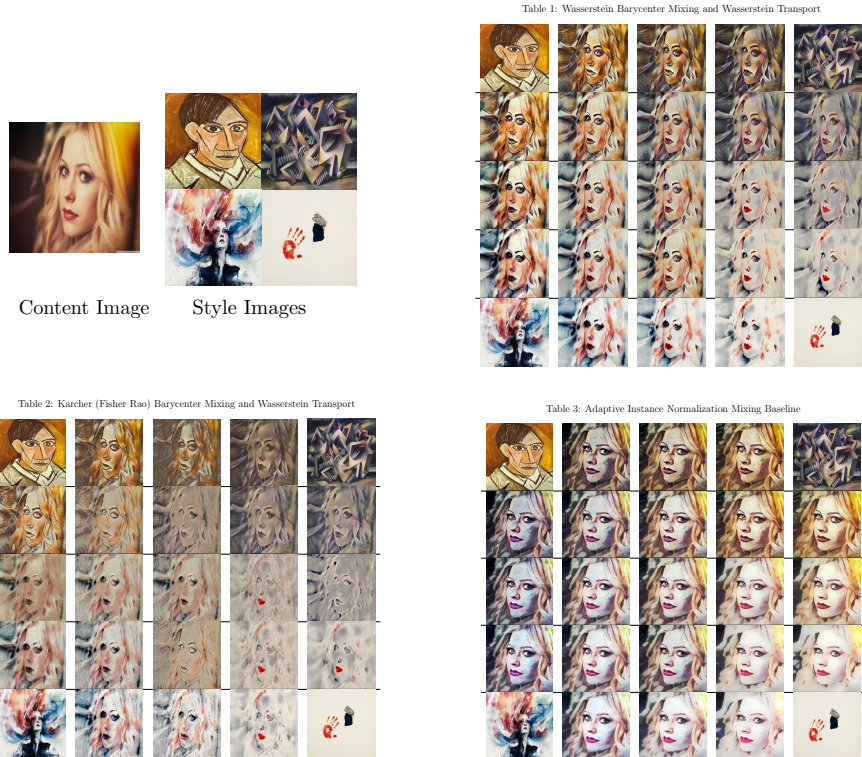 Table 1: Wasserstein Barycenter Mixing and Wasserstein Transport
Content Image
Style Images
Table 2: Karcher (Fisher Rao) Barycenter Mixing and Wasserstein Transport
Table 3: Adaptive Instance Normalization Mixing Baseline